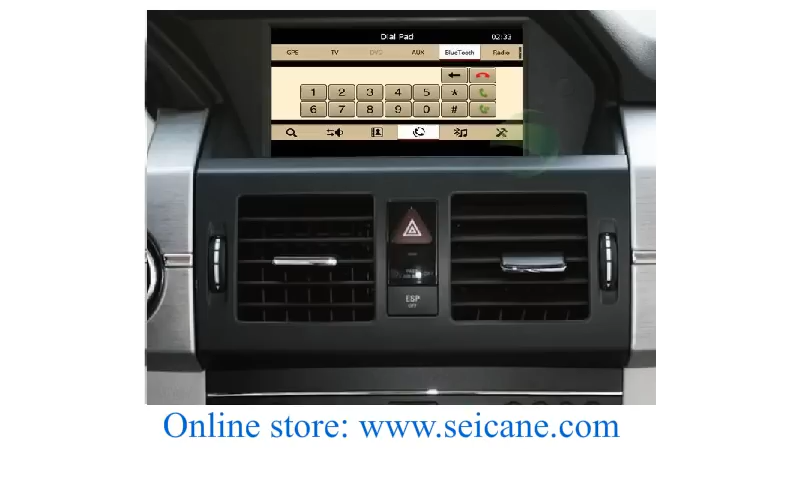 Dial Pad 02:33
GPS TV DVD AUX BlueTooth Radio
1 2 3 4 5 *
6 7 8 9 0 #
ESP
OFF
Online store: www.seicane.com